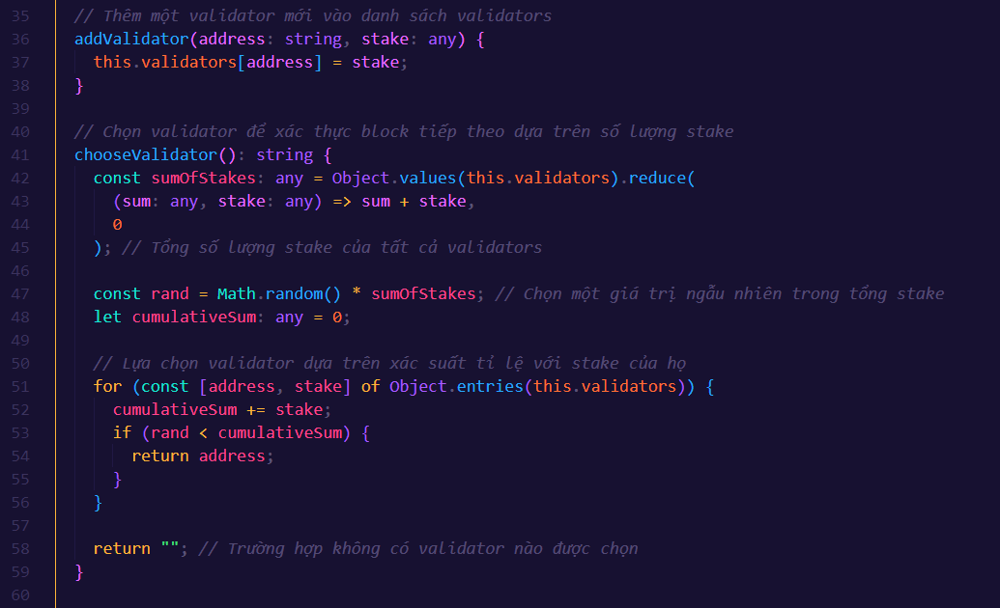 35 // Thêm một validator mới vào danh sách validators
36 addValidator(address: string, stake: any) {
37 this.validators[address] = stake;
38 }
39
40 // Chọn validator để xác thực block tiếp theo dựa trên số lượng stake
41 chooseValidator(): string {
42 const sumOfStakes: any = Object.values(this.validators).reduce(
43 (sum: any, stake: any) => sum + stake,
44 0
45 ); // Tổng số lượng stake của tất cả validators
46
47 const rand = Math.random() * sumOfStakes; // Chọn một giá trị ngẫu nhiên trong tổng stake
48 let cumulativeSum: any = 0;
49
50 // Lựa chọn validator dựa trên xác suất tỉ lệ với stake của họ
51 for (const [address, stake] of Object.entries(this.validators)) {
52 cumulativeSum += stake;
53 if (rand < cumulativeSum) {
54 return address;
55 }
56 }
57
58 return ""; // Trường hợp không có validator nào được chọn
59 }
60